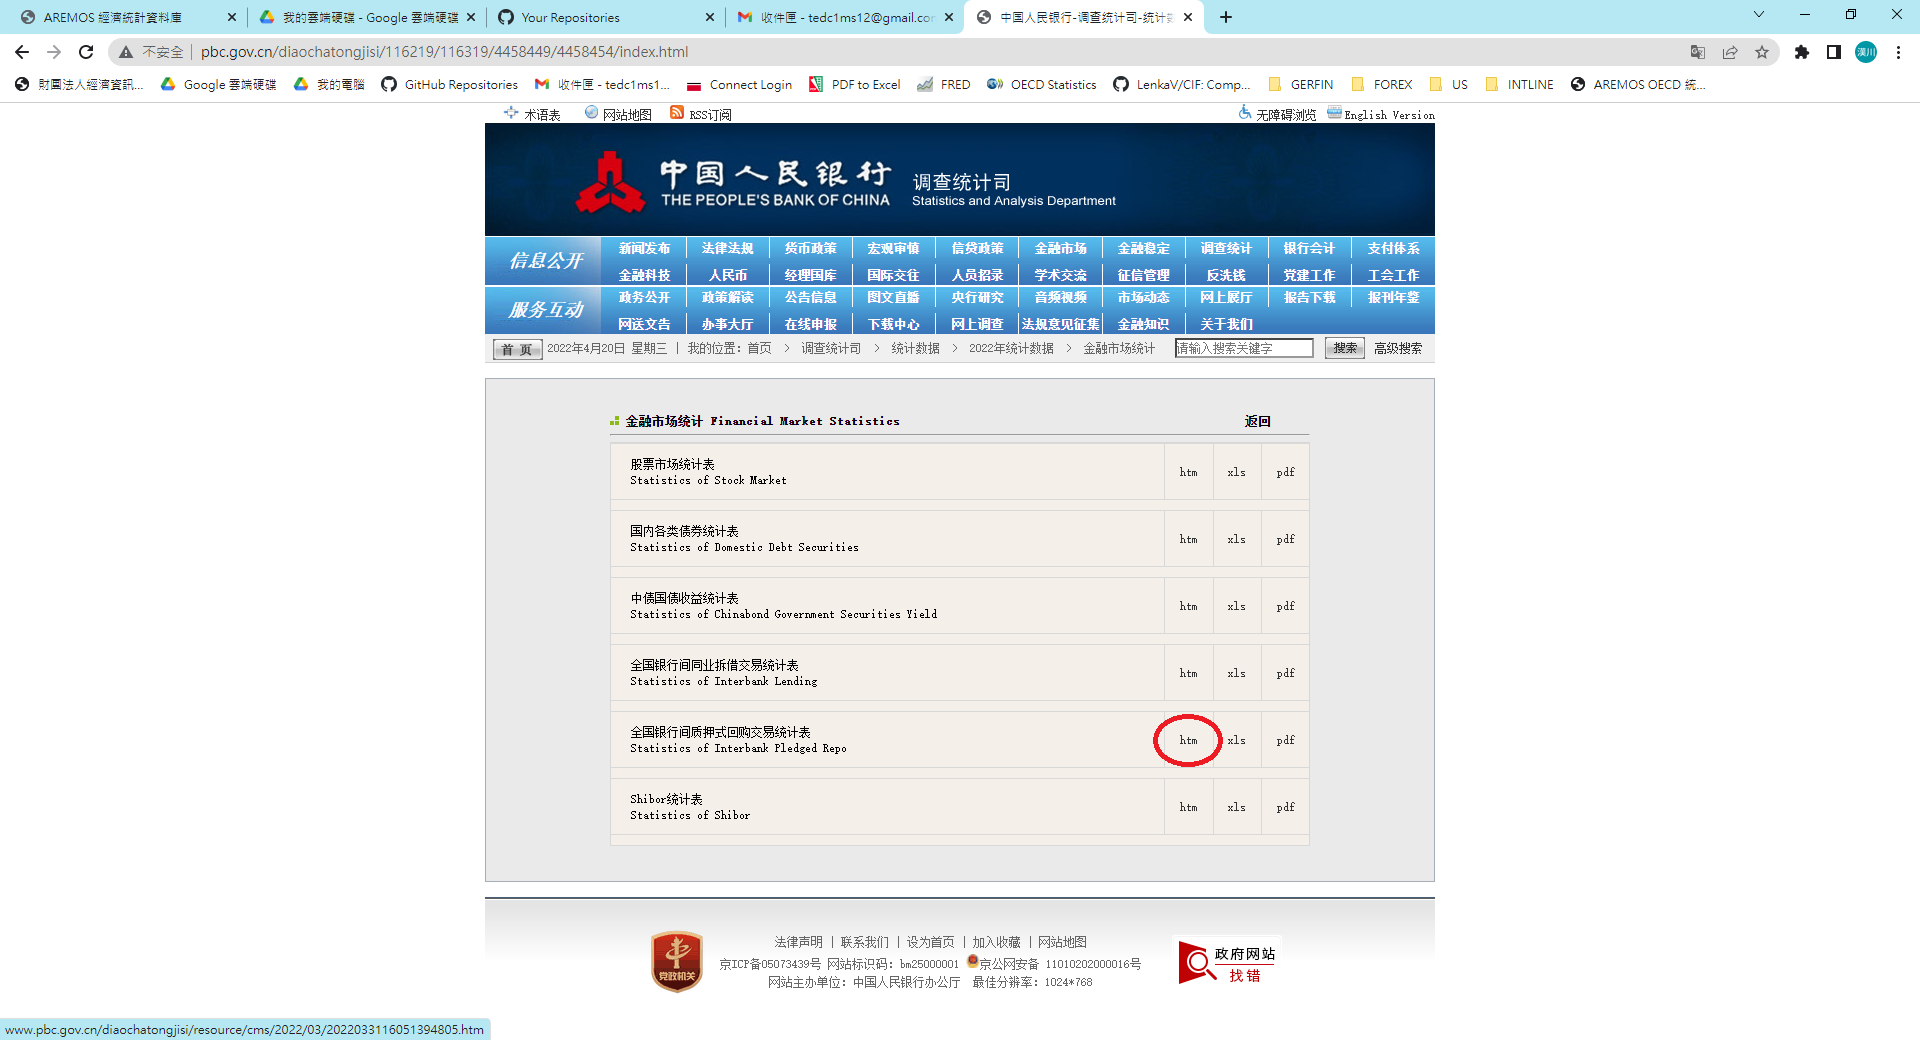 AREMOS 經濟統計資料庫
我的雲端硬碟 - Google 雲端硬碟
Your Repositories
收件匣 - tedc1ms12@gmail.co
中国人民银行-调查统计司-统计
不安全 | pbc.gov.cn/diaochatongjisi/116219/116319/4458449/4458454/index.html
漢川
財團法人經濟資訊... Google 雲端硬碟 我的電腦 GitHub Repositories 收件匣 - tedc1ms1... Connect Login PDF to Excel FRED OECD Statistics LenkaV/CIF: Comp... GERFIN FOREX US INTLINE AREMOS OECD 統...
术语表 网站地图 RSS订阅 无障碍浏览 English Version
中国人民银行
THE PEOPLE'S BANK OF CHINA
调查统计司
Statistics and Analysis Department
信息公开
新闻发布 法律法规 货币政策 宏观审慎 信贷政策 金融市场 金融稳定 调查统计 银行会计 支付体系
金融科技 人民币 经理国库 国际交往 人员招录 学术交流 征信管理 反洗钱 党建工作 工会工作
服务互动
政务公开 政策解读 公告信息 图文直播 央行研究 音频视频 市场动态 网上展厅 报告下载 报刊年鉴
网送文告 办事大厅 在线申报 下载中心 网上调查 法规意见征集 金融知识 关于我们
首 页 2022年4月20日 星期三 | 我的位置：首页 > 调查统计司 > 统计数据 > 2022年统计数据 > 金融市场统计 请输入搜索关键字 搜索 高级搜索
金融市场统计 Financial Market Statistics 返回
股票市场统计表
Statistics of Stock Market
htm xls pdf
国内各类债券统计表
Statistics of Domestic Debt Securities
htm xls pdf
中债国债收益统计表
Statistics of Chinabond Government Securities Yield
htm xls pdf
全国银行间同业拆借交易统计表
Statistics of Interbank Lending
htm xls pdf
全国银行间质押式回购交易统计表
Statistics of Interbank Pledged Repo
htm xls pdf
Shibor统计表
Statistics of Shibor
htm xls pdf
党政机关
法律声明 | 联系我们 | 设为首页 | 加入收藏 | 网站地图
京ICP备05073439号 网站标识码：bm25000001 京公网安备 11010202000016号
网站主办单位：中国人民银行办公厅 最佳分辨率：1024*768
政府网站
找错
www.pbc.gov.cn/diaochatongjisi/resource/cms/2022/03/2022033116051394805.htm